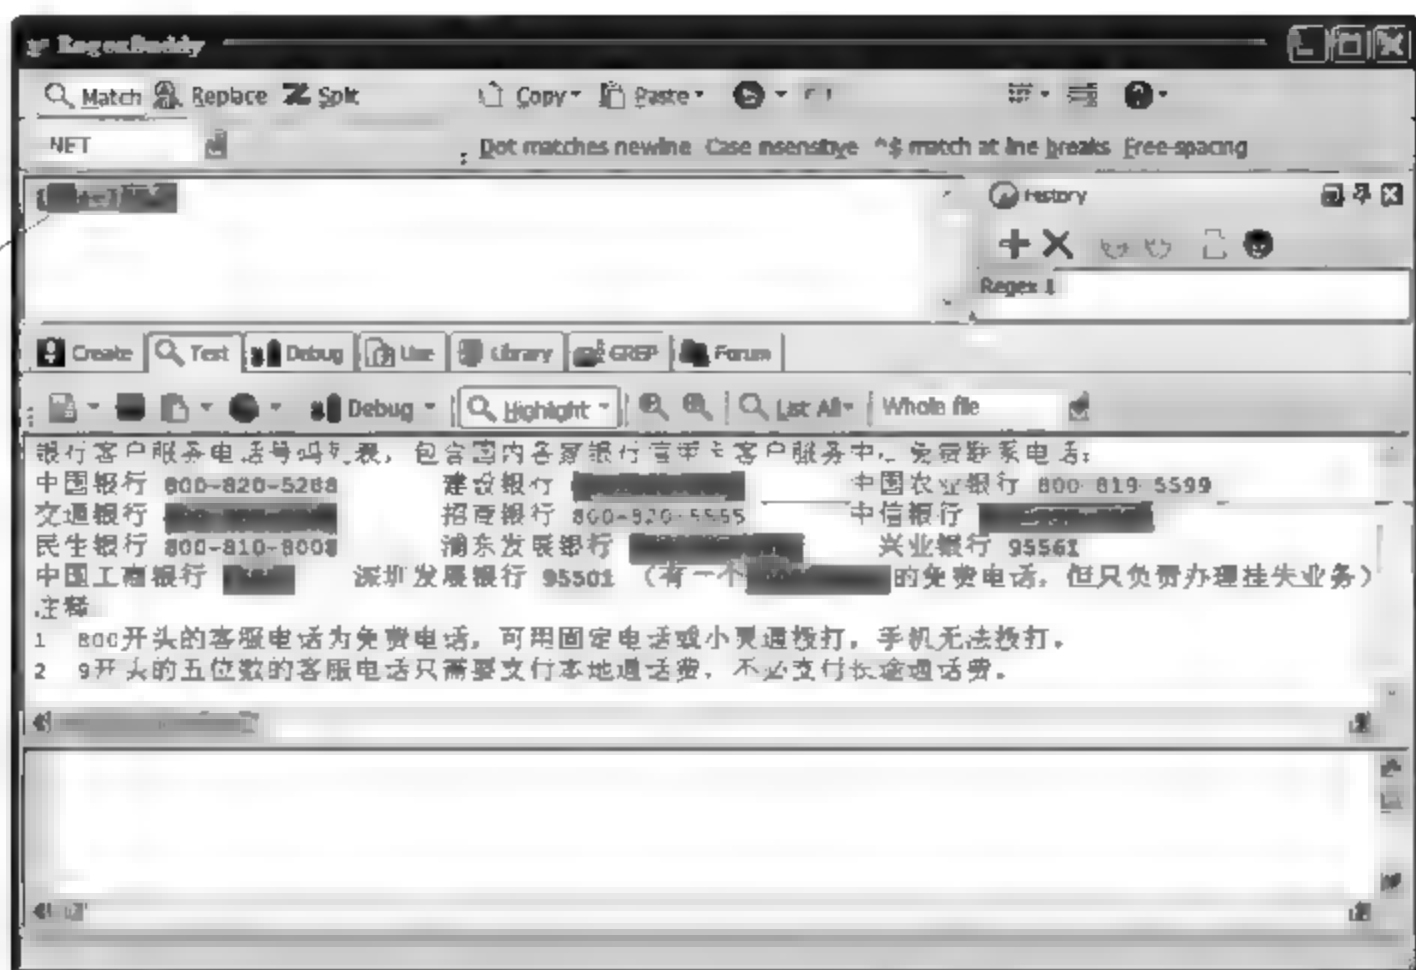 RegexBuddy
Match Replace Split Copy Paste
.NET Dot matches newline Case insensitive ^$ match at line breaks Free-spacing
History
Regex 1
Create Test Debug Use Library GREP Forum
Debug Highlight List All Whole file
银行客户服务电话号码列表,包含国内各家银行信用卡客户服务中心免费联系电话:
中国银行 800-820-5288 建设银行 中国农业银行 800-819-5599
交通银行 招商银行 800-820-5555 中信银行
民生银行 800-810-8008 浦东发展银行 兴业银行 95561
中国工商银行 深圳发展银行 95501 (有一个 的免费电话,但只负责办理挂失业务)
注释
1 800开头的客服电话为免费电话,可用固定电话或小灵通拨打,手机无法拨打。
2 9开头的五位数的客服电话只需要支付本地通话费,不必支付长途通话费。